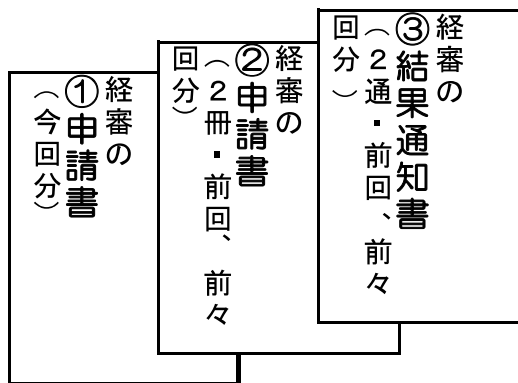 経審の
①申請書
（今回分）
経審の
②申請書
（２冊・前回、前々
回分）
経審の
③結果通知書
（２通・前回、前々
回分）